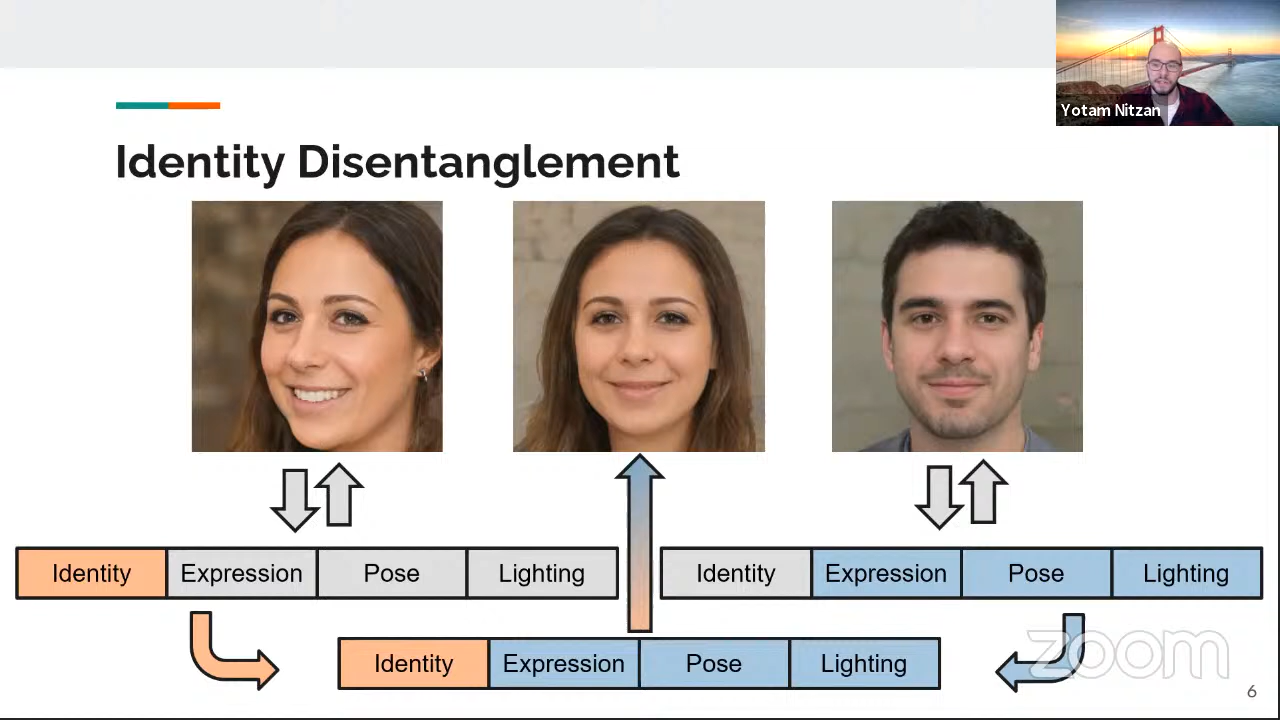 Yotam Nitzan
Identity Disentanglement
Identity Expression Pose Lighting
Identity Expression Pose Lighting
Identity Expression Pose Lighting
zoom
6